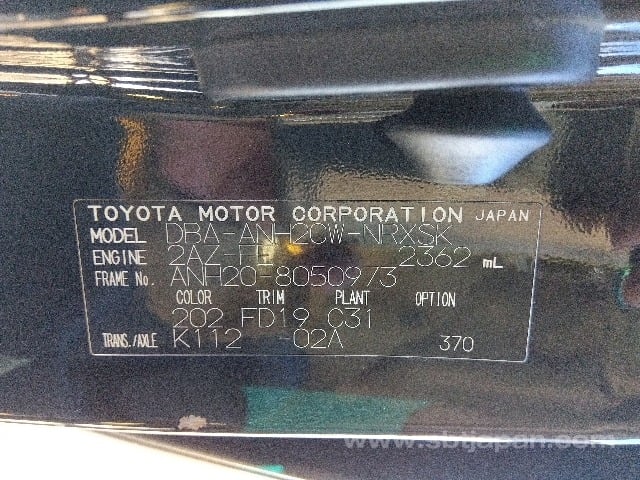 TOYOTA MOTOR CORPORATION JAPAN
MODEL DBA-ANH20W-NRXSK
ENGINE 2AZ-FE 2362 mL
FRAME No. ANH20-8050973
COLOR TRIM PLANT OPTION
202 FD19 C31
TRANS./AXLE K112 -02A 370
www.sbtjapan.com